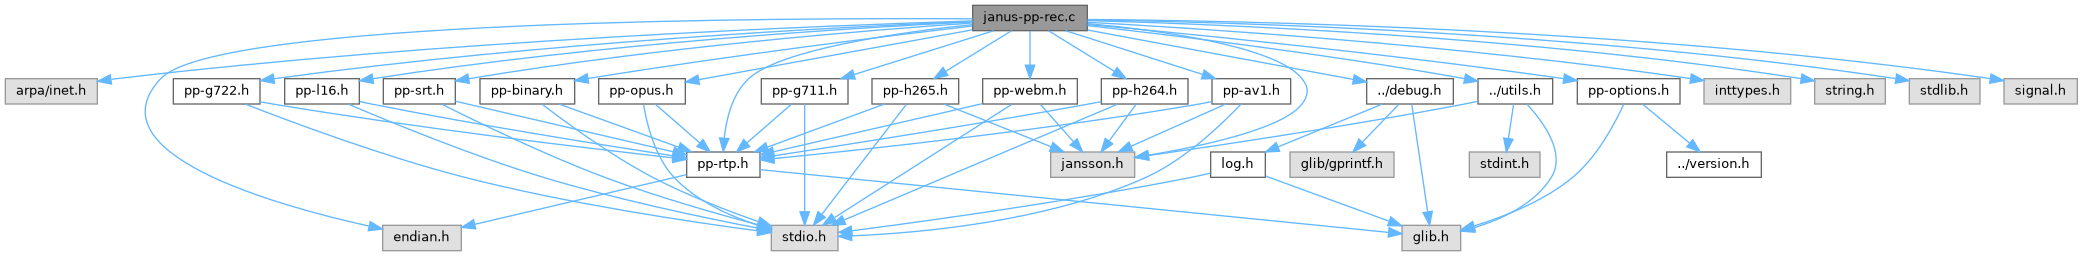 janus-pp-rec.c
arpa/inet.h
pp-g722.h
pp-l16.h
pp-srt.h
pp-binary.h
pp-opus.h
pp-g711.h
pp-h265.h
pp-webm.h
pp-h264.h
pp-av1.h
../debug.h
../utils.h
pp-options.h
inttypes.h
string.h
stdlib.h
signal.h
pp-rtp.h
jansson.h
log.h
glib/gprintf.h
stdint.h
../version.h
endian.h
stdio.h
glib.h